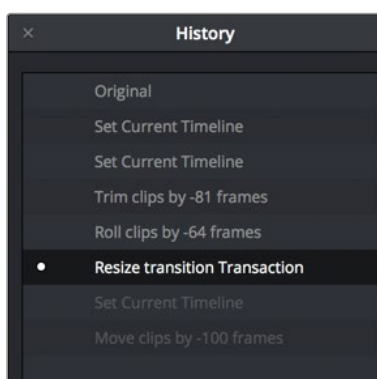 × History
Original
Set Current Timeline
Set Current Timeline
Trim clips by -81 frames
Roll clips by -64 frames
Resize transition Transaction
Set Current Timeline
Move clips by -100 frames